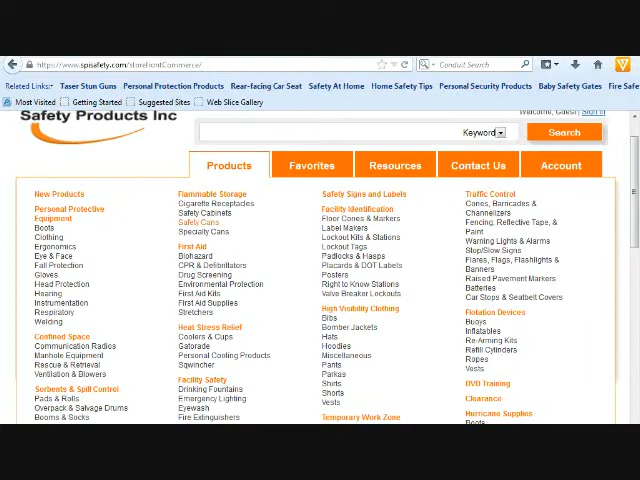 https://www.spisafety.com/storefrontCommerce/
Conduit Search
Related Links: Taser Stun Guns Personal Protection Products Rear-facing Car Seat Safety At Home Home Safety Tips Personal Security Products Baby Safety Gates Fire Safe
Most Visited Getting Started Suggested Sites Web Slice Gallery
Welcome, Guest! Sign In
Safety Products Inc
Keyword Search
Products Favorites Resources Contact Us Account
New Products
Personal Protective
Equipment
Boots
Clothing
Ergonomics
Eye & Face
Fall Protection
Gloves
Head Protection
Hearing
Instrumentation
Respiratory
Welding
Confined Space
Communication Radios
Manhole Equipment
Rescue & Retrieval
Ventilation & Blowers
Sorbents & Spill Control
Pads & Rolls
Overpack & Salvage Drums
Booms & Socks
Flammable Storage
Cigarette Receptacles
Safety Cabinets
Safety Cans
Specialty Cans
First Aid
Biohazard
CPR & Defibrillators
Drug Screening
Environmental Protection
First Aid Kits
First Aid Supplies
Stretchers
Heat Stress Relief
Coolers & Cups
Gatorade
Personal Cooling Products
Sqwincher
Facility Safety
Drinking Fountains
Emergency Lighting
Eyewash
Fire Extinguishers
Safety Signs and Labels
Facility Identification
Floor Cones & Markers
Label Makers
Lockout Kits & Stations
Lockout Tags
Padlocks & Hasps
Placards & DOT Labels
Posters
Right to Know Stations
Valve Breaker Lockouts
High Visibility Clothing
Bibs
Bomber Jackets
Hats
Hoodies
Miscellaneous
Pants
Parkas
Shirts
Shorts
Vests
Temporary Work Zone
Traffic Control
Cones, Barricades &
Channelizers
Fencing, Reflective Tape, &
Paint
Warning Lights & Alarms
Stop/Slow Signs
Flares, Flags, Flashlights &
Banners
Raised Pavement Markers
Batteries
Car Stops & Seatbelt Covers
Flotation Devices
Buoys
Inflatables
Re-Arming Kits
Refill Cylinders
Ropes
Vests
DVD Training
Clearance
Hurricane Supplies
Boots